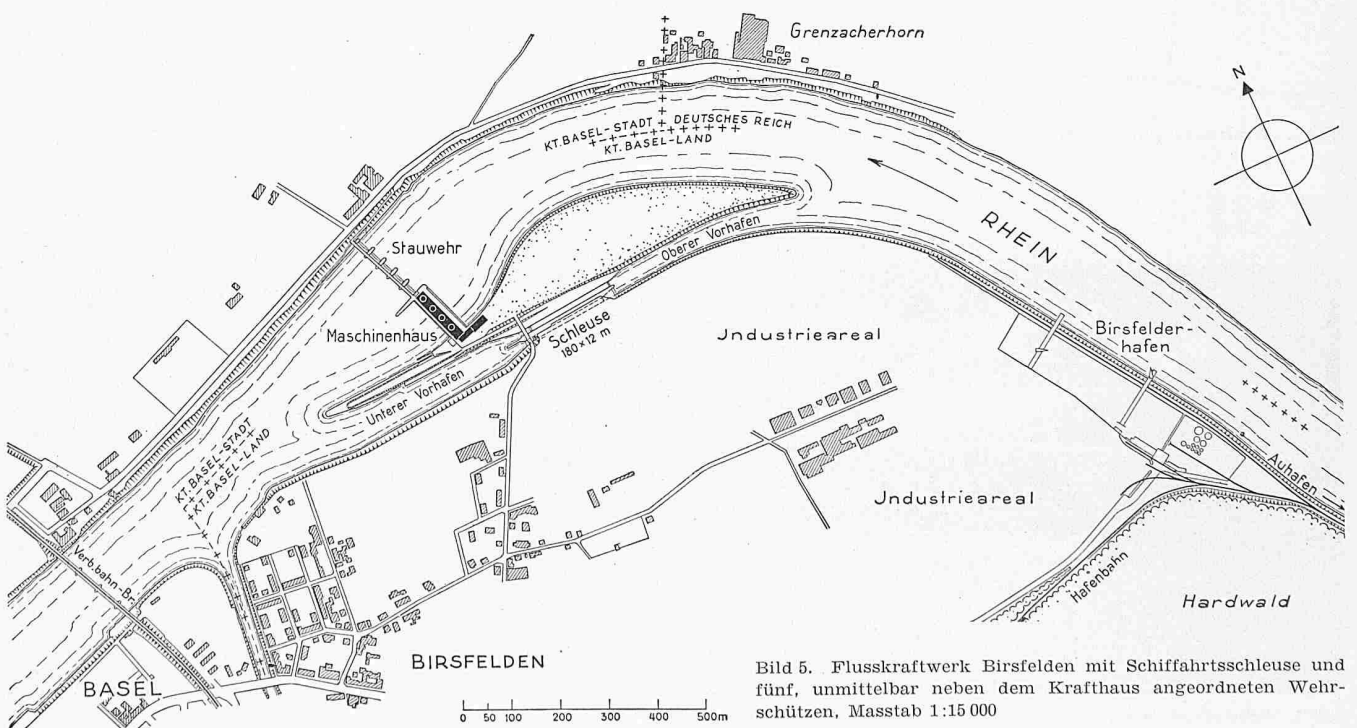 Grenzacherhorn
N
KT. BASEL-STADT DEUTSCHES REICH
KT. BASEL-LAND
RHEIN
Stauwehr
Oberer Vorhafen
Maschinenhaus
Schleuse
180×12 m
Jndustrieareal
Birsfelder-
hafen
Unterer Vorhafen
KT. BASEL-STADT
KT. BASEL-LAND
Auhafen
Jndustrieareal
Verb.bahn-Br.
Hafenbahn
Hardwald
BIRSFELDEN
BASEL
0 50 100 200 300 400 500m
Bild 5. Flusskraftwerk Birsfelden mit Schiffahrtsschleuse und
fünf, unmittelbar neben dem Krafthaus angeordneten Wehr-
schützen, Masstab 1:15 000